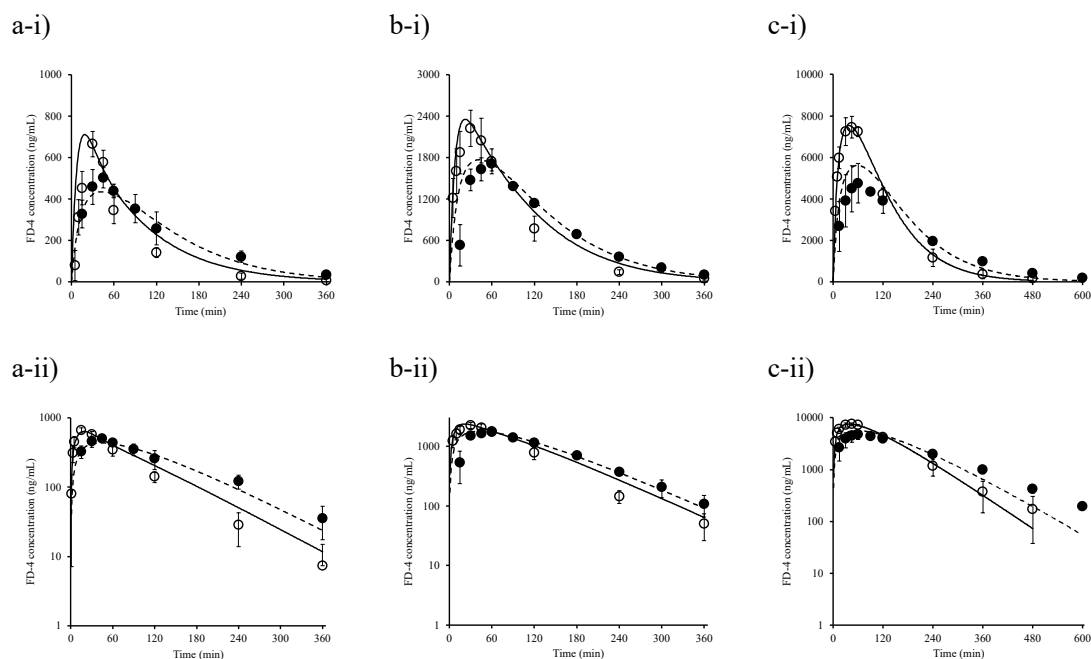 a-i)
b-i)
c-i)
FD-4 concentration (ng/mL)
1000
800
600
400
200
0
0 60 120 180 240 300 360
Time (min)
FD-4 concentration (ng/mL)
3000
2400
1800
1200
600
0
0 60 120 180 240 300 360
Time (min)
FD-4 concentration (ng/mL)
10000
8000
6000
4000
2000
0
0 120 240 360 480 600
Time (min)
a-ii)
b-ii)
c-ii)
FD-4 concentration (ng/mL)
1000
100
10
1
0 60 120 180 240 300 360
Time (min)
FD-4 concentration (ng/mL)
1000
100
10
1
0 60 120 180 240 300 360
Time (min)
FD-4 concentration (ng/mL)
10000
1000
100
10
1
0 120 240 360 480 600
Time (min)